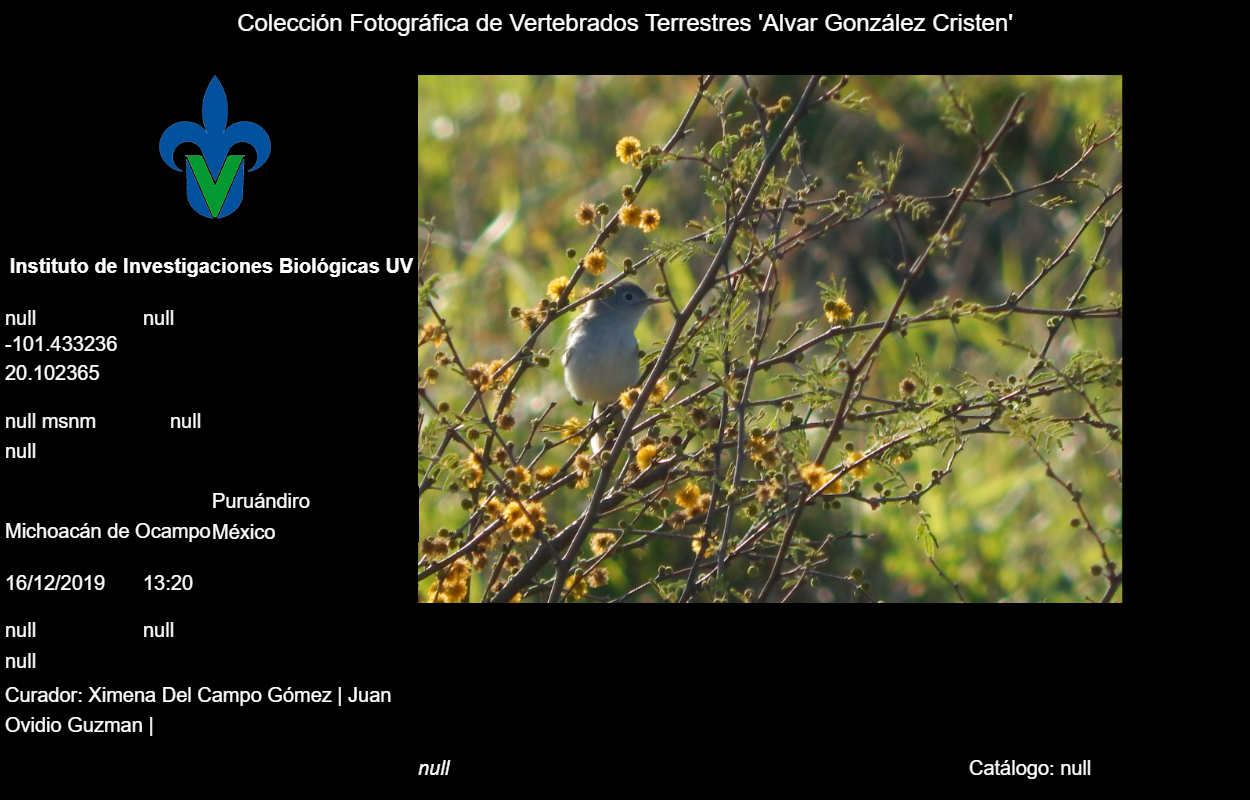 Colección Fotográfica de Vertebrados Terrestres 'Alvar González Cristen'
V
Instituto de Investigaciones Biológicas UV
null null
-101.433236
20.102365
null msnm null
null
Puruándiro
Michoacán de Ocampo México
16/12/2019 13:20
null null
null
Curador: Ximena Del Campo Gómez | Juan
Ovidio Guzman |
null Catálogo: null